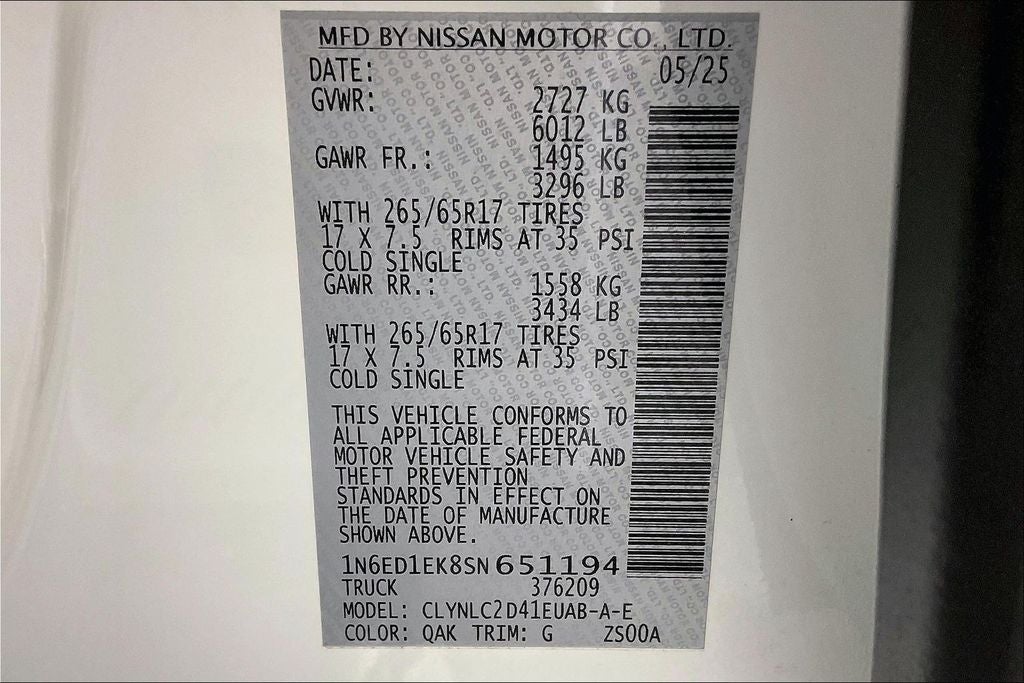 MFD BY NISSAN MOTOR CO., LTD.
DATE: 05/25
GVWR: 2727 KG
6012 LB
GAWR FR.: 1495 KG
3296 LB
WITH 265/65R17 TIRES
17 X 7.5 RIMS AT 35 PSI
COLD SINGLE
GAWR RR.: 1558 KG
3434 LB
WITH 265/65R17 TIRES
17 X 7.5 RIMS AT 35 PSI
COLD SINGLE
THIS VEHICLE CONFORMS TO
ALL APPLICABLE FEDERAL
MOTOR VEHICLE SAFETY AND
THEFT PREVENTION
STANDARDS IN EFFECT ON
THE DATE OF MANUFACTURE
SHOWN ABOVE.
1N6ED1EK8SN651194
TRUCK 376209
MODEL: CLYNLC2D41EUAB-A-E
COLOR: QAK TRIM: G ZS00A